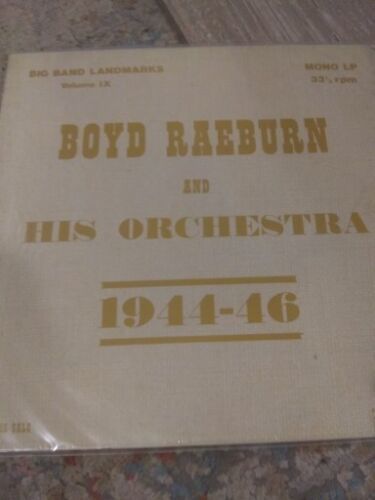 BIG BAND LANDMARKS
Volume IX
MONO LP
33⅓ rpm
BOYD RAEBURN
AND
HIS ORCHESTRA
1944-46